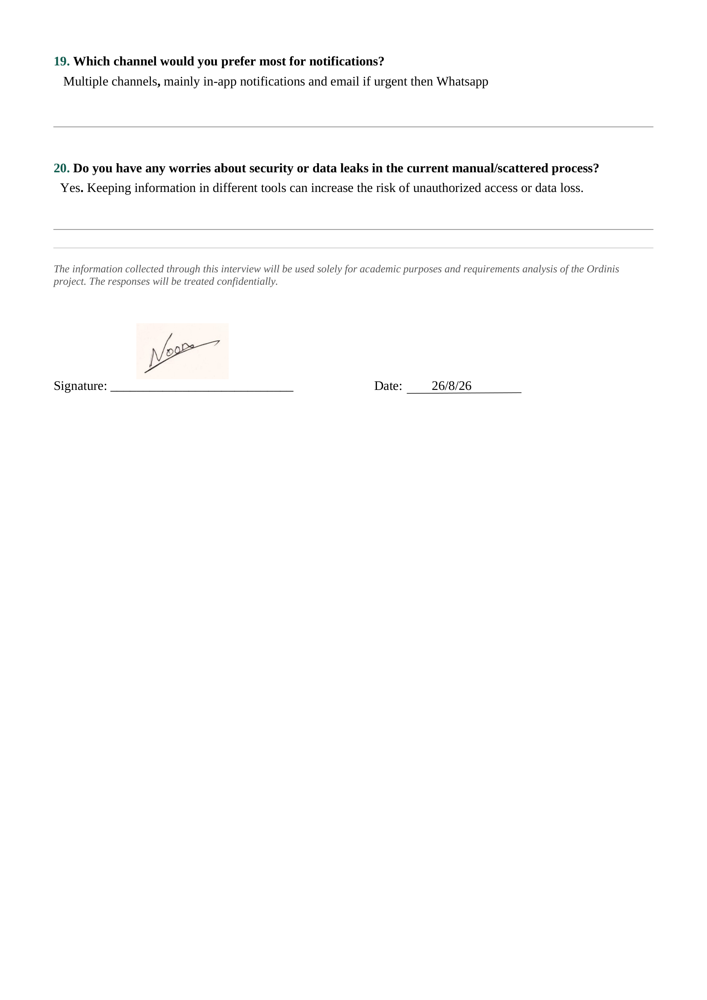 19. Which channel would you prefer most for notifications?
Multiple channels, mainly in-app notifications and email if urgent then Whatsapp
20. Do you have any worries about security or data leaks in the current manual/scattered process?
Yes. Keeping information in different tools can increase the risk of unauthorized access or data loss.
The information collected through this interview will be used solely for academic purposes and requirements analysis of the Ordinis
project. The responses will be treated confidentially.
Noor
Signature: ____________________________ Date: 26/8/26